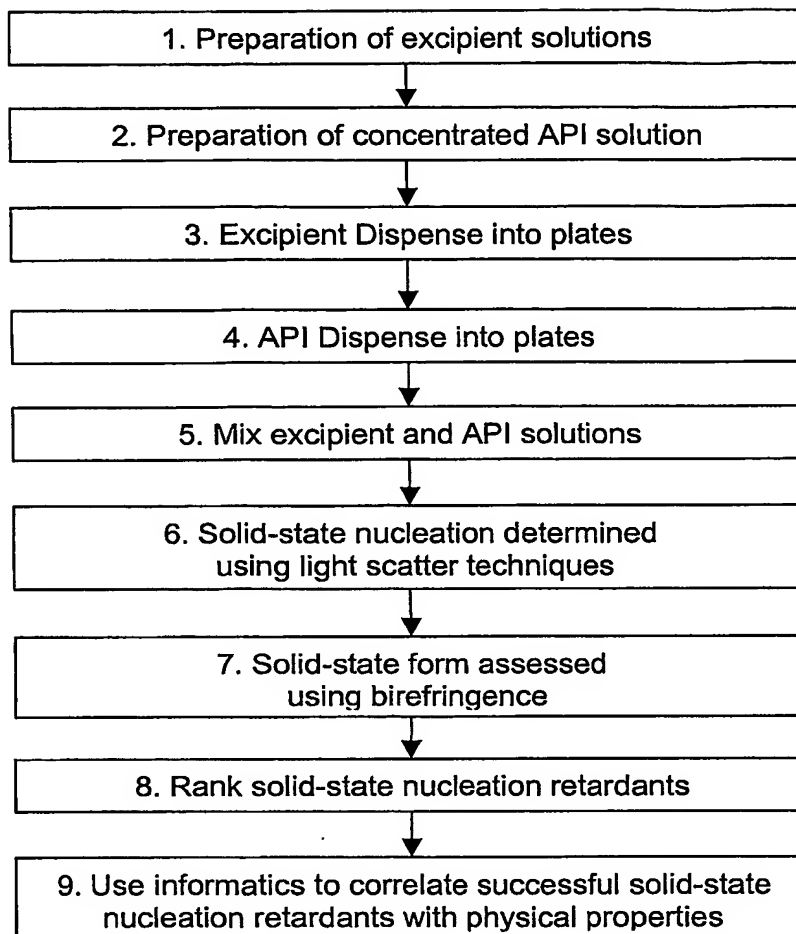 1. Preparation of excipient solutions
2. Preparation of concentrated API solution
3. Excipient Dispense into plates
4. API Dispense into plates
5. Mix excipient and API solutions
6. Solid-state nucleation determined
using light scatter techniques
7. Solid-state form assessed
using birefringence
8. Rank solid-state nucleation retardants
9. Use informatics to correlate successful solid-state
nucleation retardants with physical properties